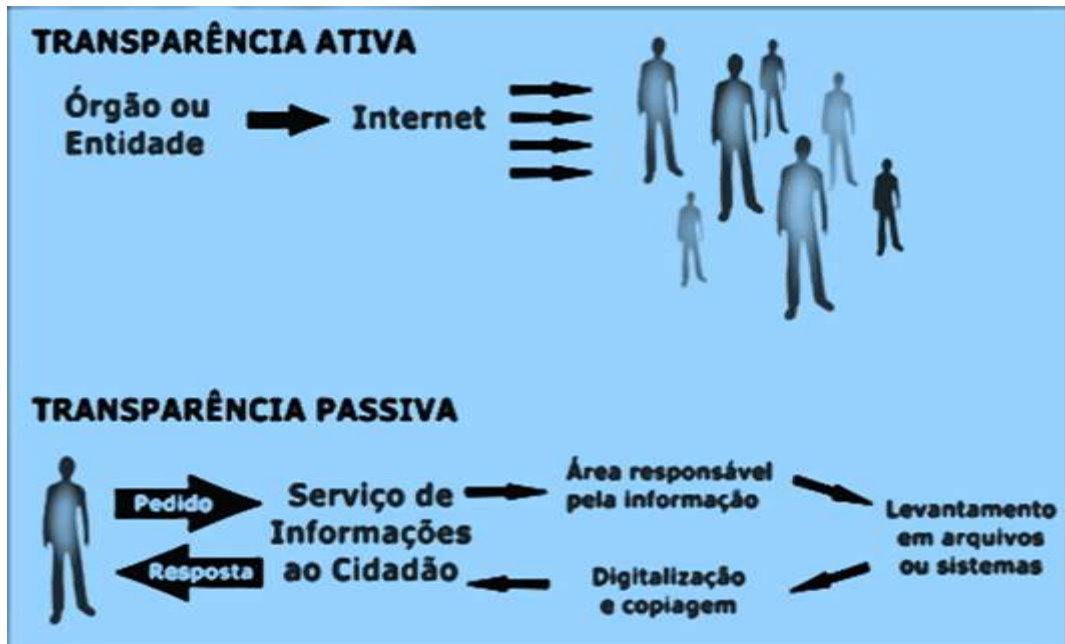 TRANSPARÊNCIA ATIVA
Órgão ou
Entidade
Internet
TRANSPARÊNCIA PASSIVA
Pedido
Resposta
Serviço de
Informações
ao Cidadão
Área responsável
pela informação
Levantamento
em arquivos
ou sistemas
Digitalização
e copiagem